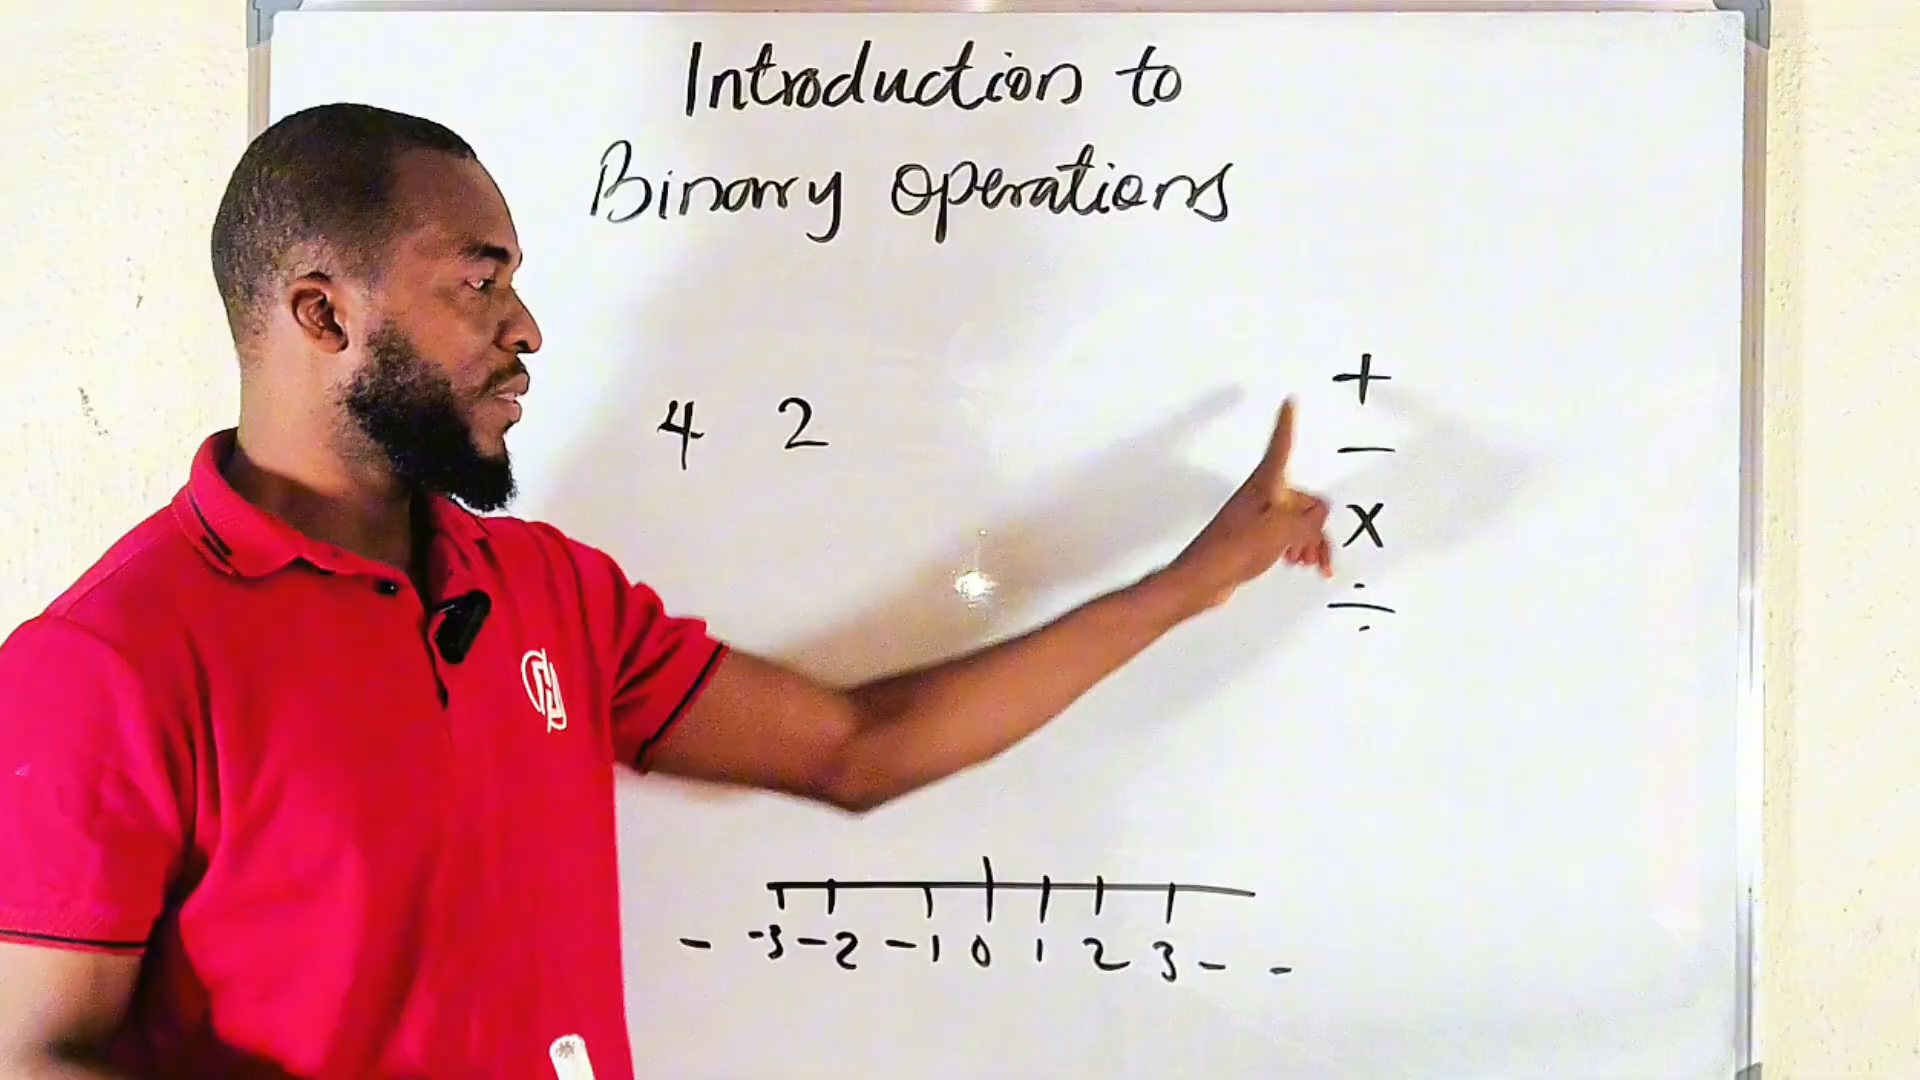 Introduction to
Binary operations
4 2
+
−
x
÷
- -3 -2 -1 0 1 2 3 - -